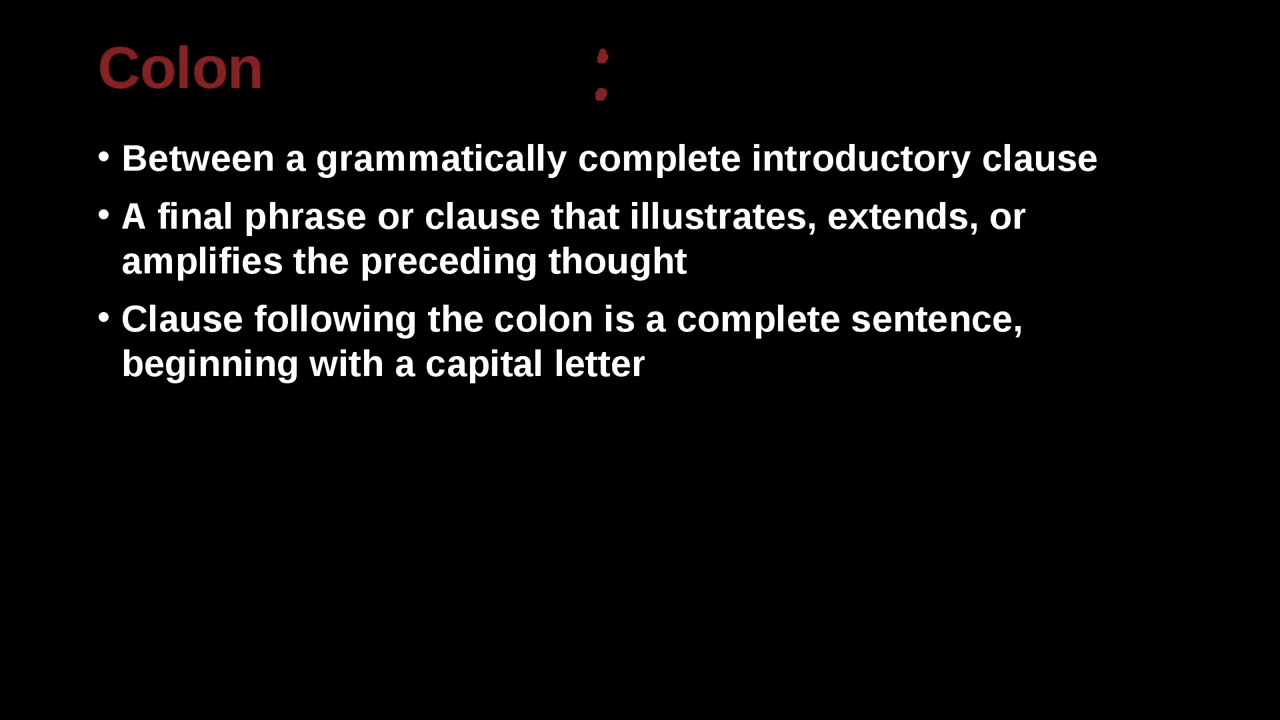 Colon :
• Between a grammatically complete introductory clause
• A final phrase or clause that illustrates, extends, or
amplifies the preceding thought
• Clause following the colon is a complete sentence,
beginning with a capital letter